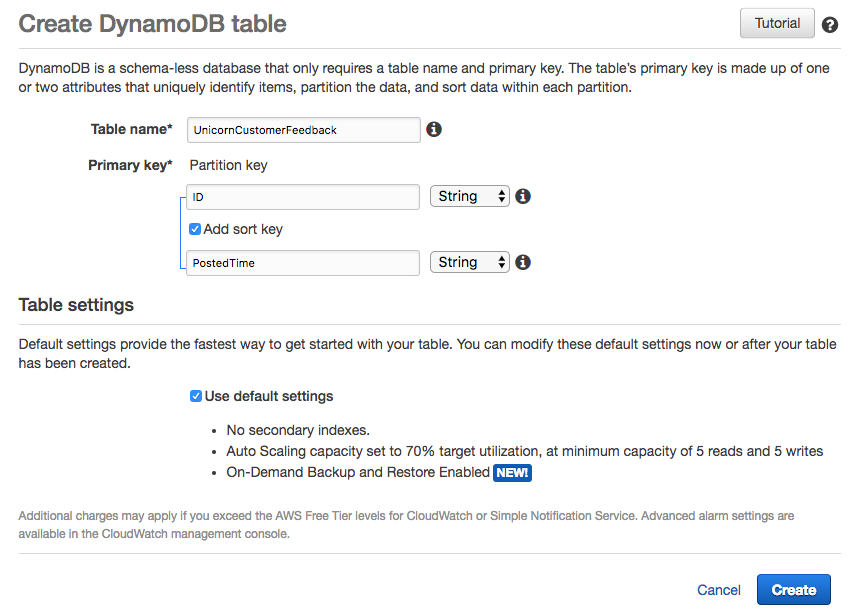 Create DynamoDB table
Tutorial
DynamoDB is a schema-less database that only requires a table name and primary key. The table's primary key is made up of one
or two attributes that uniquely identify items, partition the data, and sort data within each partition.
Table name*
UnicornCustomerFeedback
Primary key*
Partition key
ID
String
Add sort key
PostedTime
String
Table settings
Default settings provide the fastest way to get started with your table. You can modify these default settings now or after your table
has been created.
Use default settings
• No secondary indexes.
• Auto Scaling capacity set to 70% target utilization, at minimum capacity of 5 reads and 5 writes
• On-Demand Backup and Restore Enabled NEW!
Additional charges may apply if you exceed the AWS Free Tier levels for CloudWatch or Simple Notification Service. Advanced alarm settings are
available in the CloudWatch management console.
Cancel
Create